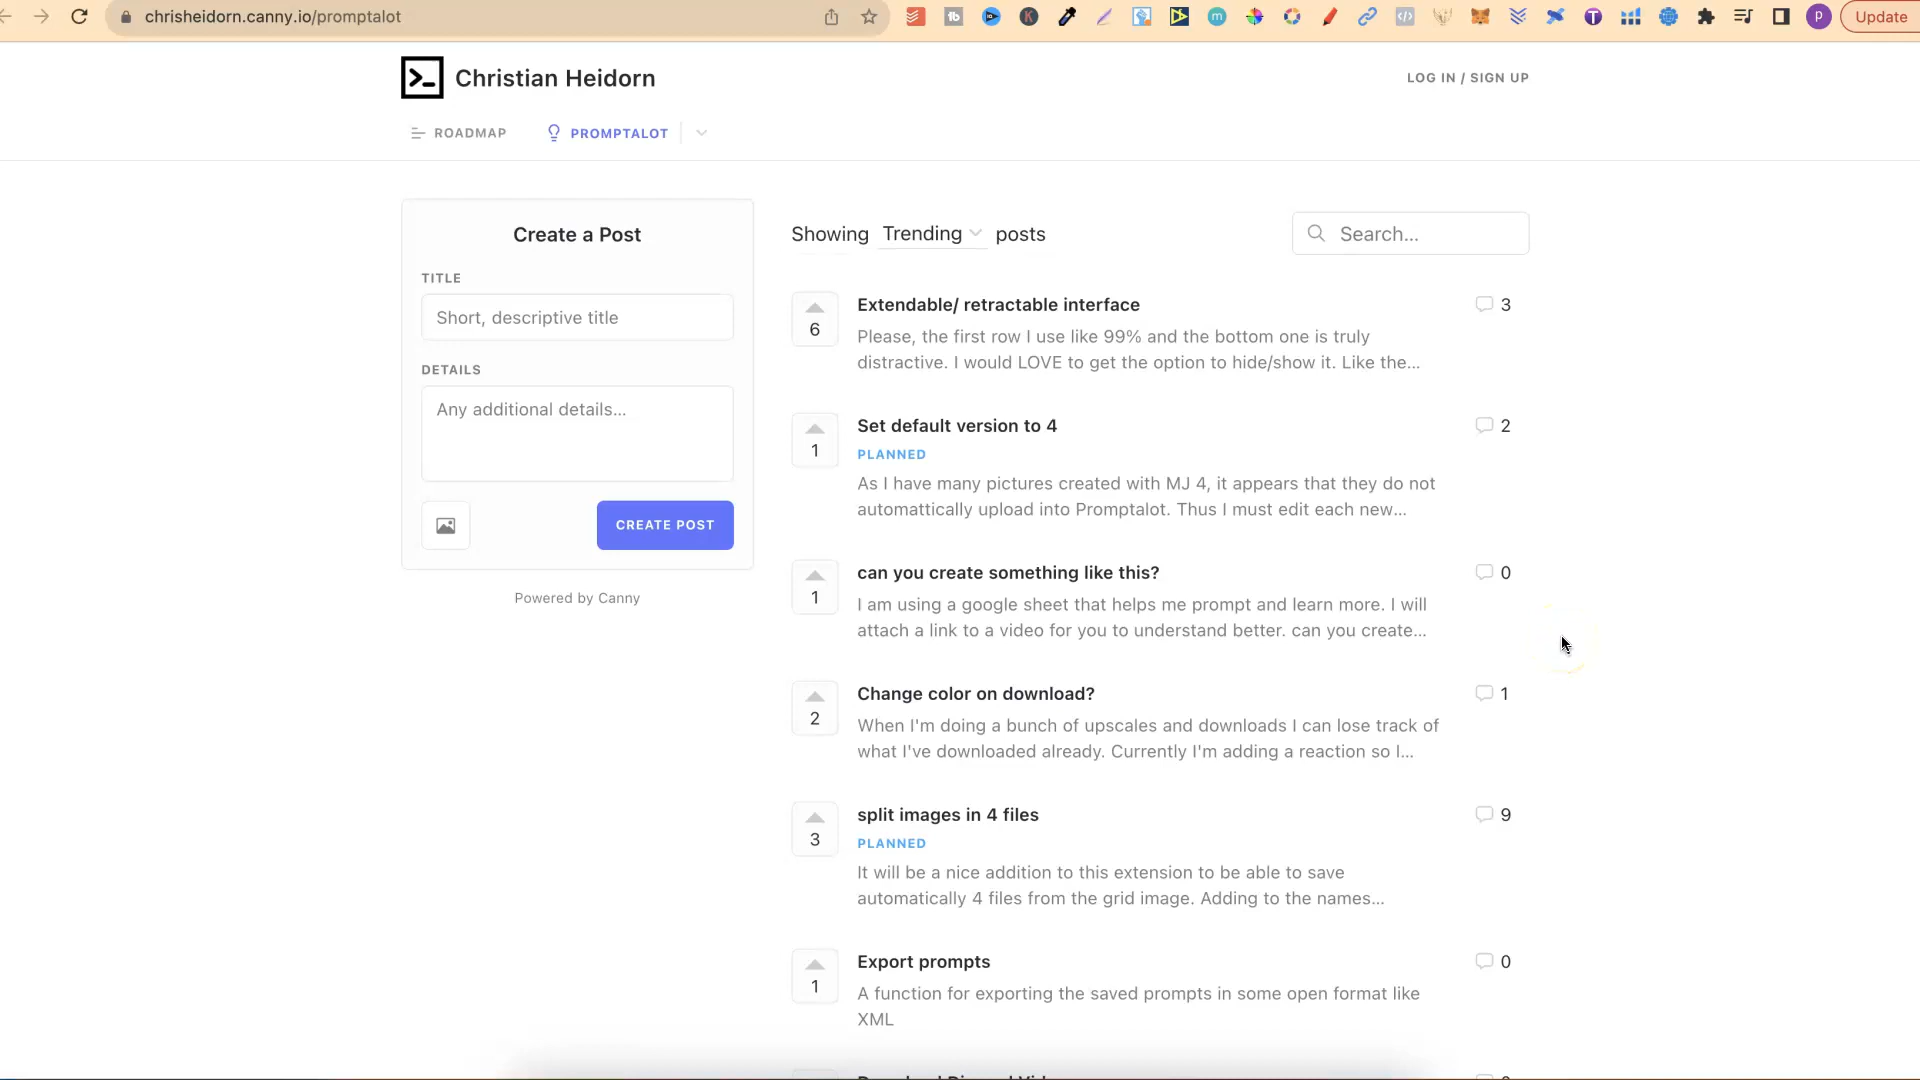 chrisheidorn.canny.io/promptalot
Update
Christian Heidorn
LOG IN / SIGN UP
ROADMAP
PROMPTALOT
Create a Post
TITLE
Short, descriptive title
DETAILS
Any additional details...
CREATE POST
Powered by Canny
Showing Trending posts
Search...
6
Extendable/ retractable interface
3
Please, the first row I use like 99% and the bottom one is truly
distractive. I would LOVE to get the option to hide/show it. Like the...
1
Set default version to 4
2
PLANNED
As I have many pictures created with MJ 4, it appears that they do not
automattically upload into Promptalot. Thus I must edit each new...
1
can you create something like this?
0
I am using a google sheet that helps me prompt and learn more. I will
attach a link to a video for you to understand better. can you create...
2
Change color on download?
1
When I'm doing a bunch of upscales and downloads I can lose track of
what I've downloaded already. Currently I'm adding a reaction so I...
3
split images in 4 files
9
PLANNED
It will be a nice addition to this extension to be able to save
automatically 4 files from the grid image. Adding to the names...
1
Export prompts
0
A function for exporting the saved prompts in some open format like
XML